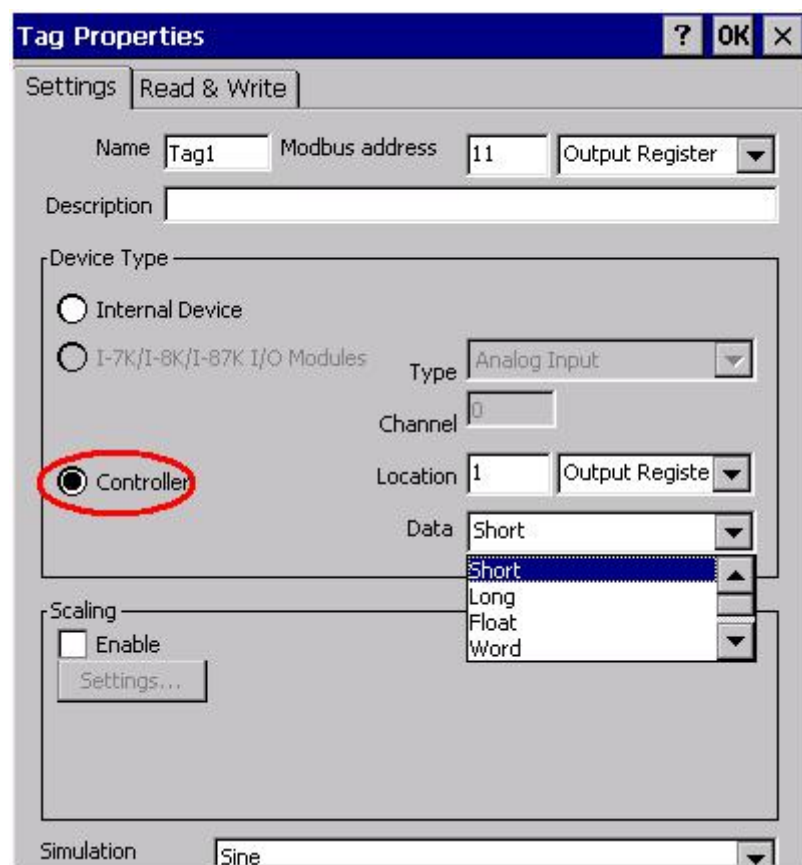 Tag Properties ? OK ×
Settings Read & Write
Name Tag1 Modbus address 11 Output Register
Description
Device Type
Internal Device
I-7K/I-8K/I-87K I/O Modules
Type Analog Input
Channel 0
Controller Location 1 Output Registe
Data Short
Short
Long
Float
Word
Scaling
Enable
Settings...
Simulation Sine